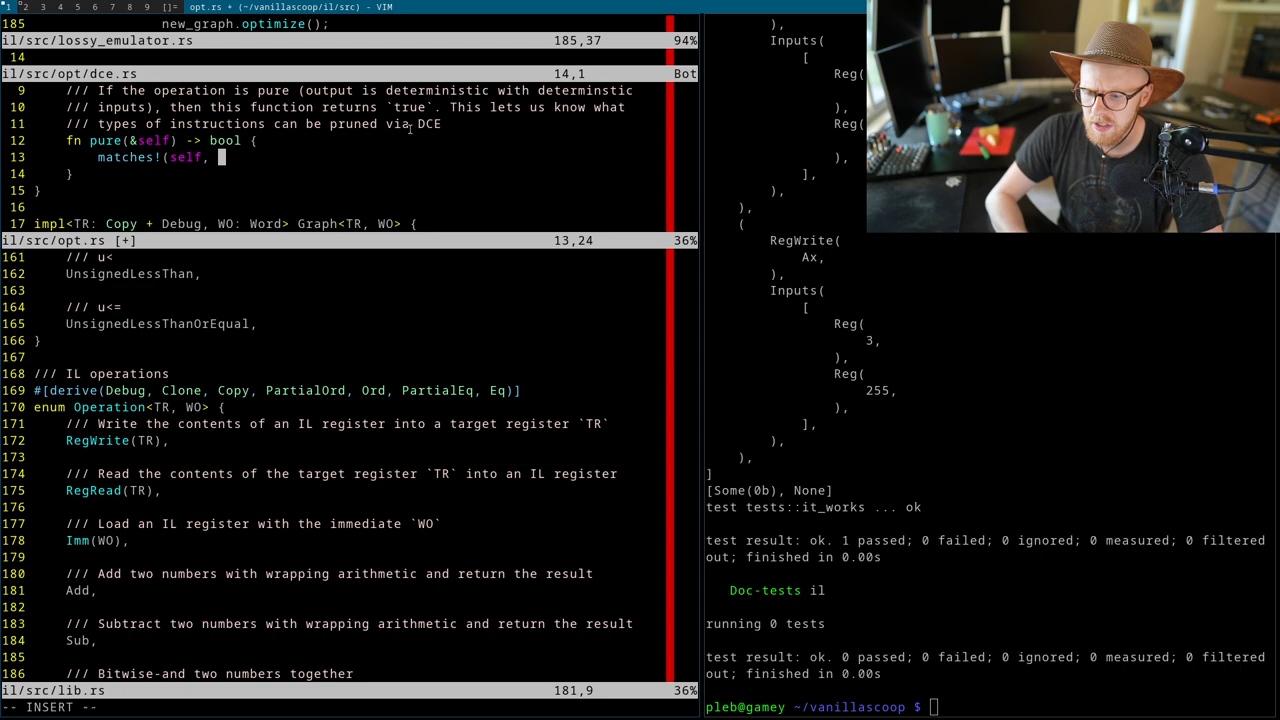 1 2 3 4 5 6 7 8 9 []= opt.rs + (~/vanillascoop/il/src) - VIM
185 new_graph.optimize();
il/src/lossy_emulator.rs 185,37 94%
14
il/src/opt/dce.rs 14,1 Bot
9 /// If the operation is pure (output is deterministic with determinstic
10 /// inputs), then this function returns `true`. This lets us know what
11 /// types of instructions can be pruned via DCE
12 fn pure(&self) -> bool {
13 matches!(self,
14 }
15 }
16
17 impl<TR: Copy + Debug, WO: Word> Graph<TR, WO> {
il/src/opt.rs [+] 13,24 36%
161 /// u<
162 UnsignedLessThan,
163
164 /// u<=
165 UnsignedLessThanOrEqual,
166 }
167
168 /// IL operations
169 #[derive(Debug, Clone, Copy, PartialOrd, Ord, PartialEq, Eq)]
170 enum Operation<TR, WO> {
171 /// Write the contents of an IL register into a target register `TR`
172 RegWrite(TR),
173
174 /// Read the contents of the target register `TR` into an IL register
175 RegRead(TR),
176
177 /// Load an IL register with the immediate `WO`
178 Imm(WO),
179
180 /// Add two numbers with wrapping arithmetic and return the result
181 Add,
182
183 /// Subtract two numbers with wrapping arithmetic and return the result
184 Sub,
185
186 /// Bitwise-and two numbers together
il/src/lib.rs 181,9 36%
-- INSERT --
),
Inputs(
[
Reg(
),
Reg(
),
],
),
),
(
RegWrite(
Ax,
),
Inputs(
[
Reg(
3,
),
Reg(
255,
),
],
),
),
]
[Some(0b), None]
test tests::it_works ... ok
test result: ok. 1 passed; 0 failed; 0 ignored; 0 measured; 0 filtered
out; finished in 0.00s
Doc-tests il
running 0 tests
test result: ok. 0 passed; 0 failed; 0 ignored; 0 measured; 0 filtered
out; finished in 0.00s
pleb@gamey ~/vanillascoop $